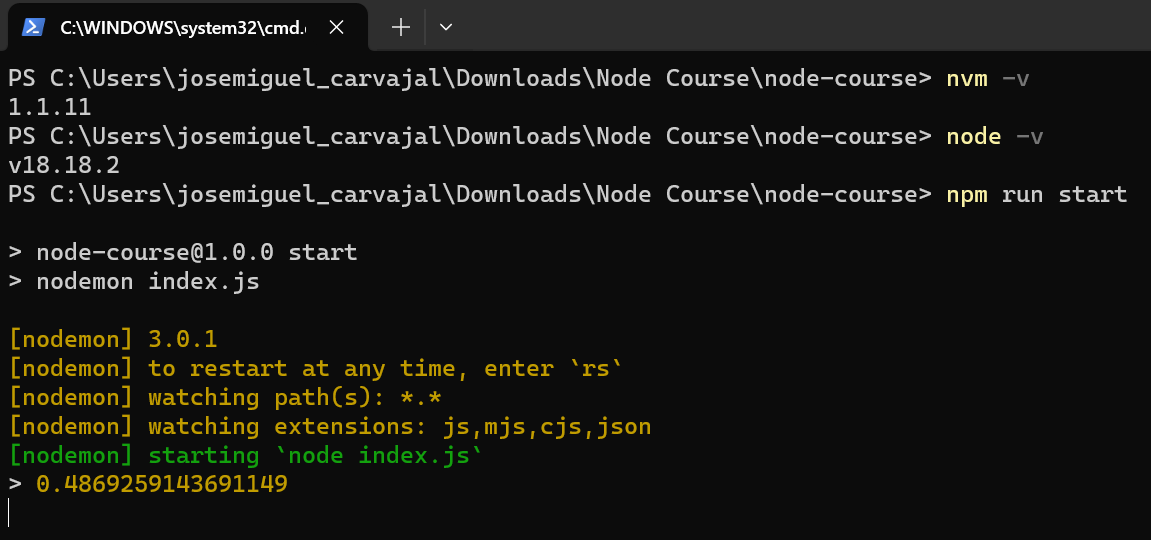 C:\WINDOWS\system32\cmd.
PS C:\Users\josemiguel_carvajal\Downloads\Node Course\node-course> nvm -v
1.1.11
PS C:\Users\josemiguel_carvajal\Downloads\Node Course\node-course> node -v
v18.18.2
PS C:\Users\josemiguel_carvajal\Downloads\Node Course\node-course> npm run start
> node-course@1.0.0 start
> nodemon index.js
[nodemon] 3.0.1
[nodemon] to restart at any time, enter `rs`
[nodemon] watching path(s): *.*
[nodemon] watching extensions: js,mjs,cjs,json
[nodemon] starting `node index.js`
> 0.4869259143691149